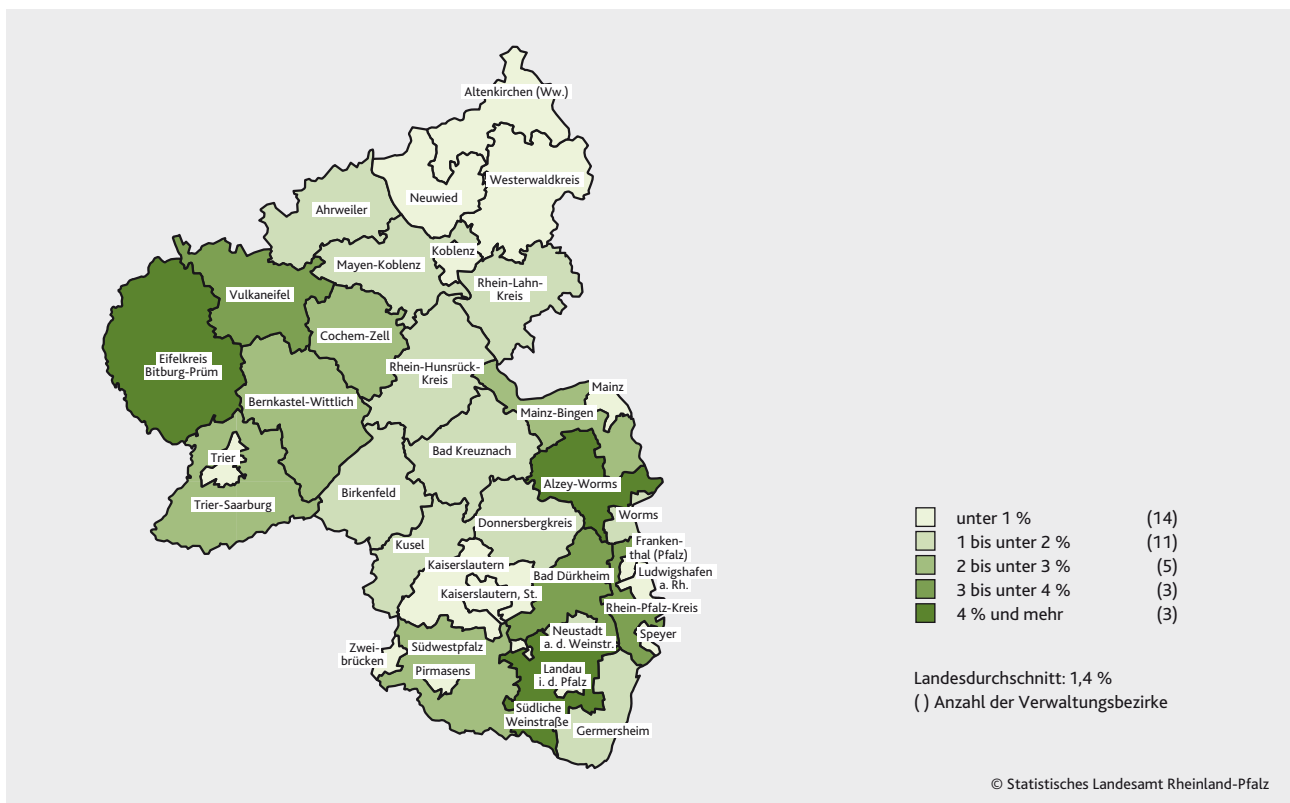 Altenkirchen (Ww.)
Westerwaldkreis
Neuwied
Ahrweiler
Koblenz
Mayen-Koblenz
Rhein-Lahn-
Kreis
Vulkaneifel
Cochem-Zell
Eifelkreis
Bitburg-Prüm
Rhein-Hunsrück-
Kreis
Mainz
Bernkastel-Wittlich
Mainz-Bingen
Bad Kreuznach
Trier
Alzey-Worms
Birkenfeld
Trier-Saarburg
Worms
Donnersbergkreis
Kusel
Franken-
thal (Pfalz)
Kaiserslautern
Ludwigshafen
a. Rh.
Bad Dürkheim
Kaiserslautern, St.
Rhein-Pfalz-Kreis
Neustadt
a. d. Weinstr.
Speyer
Zwei-
brücken
Südwestpfalz
Pirmasens
Landau
i. d. Pfalz
Südliche
Weinstraße
Germersheim
unter 1 % (14)
1 bis unter 2 % (11)
2 bis unter 3 % (5)
3 bis unter 4 % (3)
4 % und mehr (3)
Landesdurchschnitt: 1,4 %
( ) Anzahl der Verwaltungsbezirke
© Statistisches Landesamt Rheinland-Pfalz